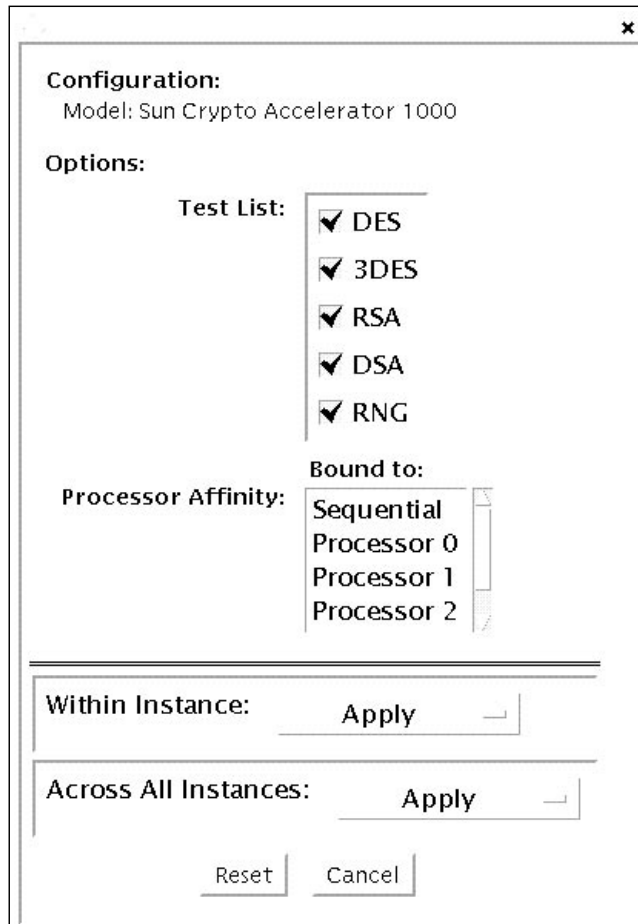 Configuration:
Model: Sun Crypto Accelerator 1000
Options:
Test List:
DES
3DES
RSA
DSA
RNG
Bound to:
Processor Affinity:
Sequential
Processor 0
Processor 1
Processor 2
Within Instance: Apply
Across All Instances: Apply
Reset Cancel